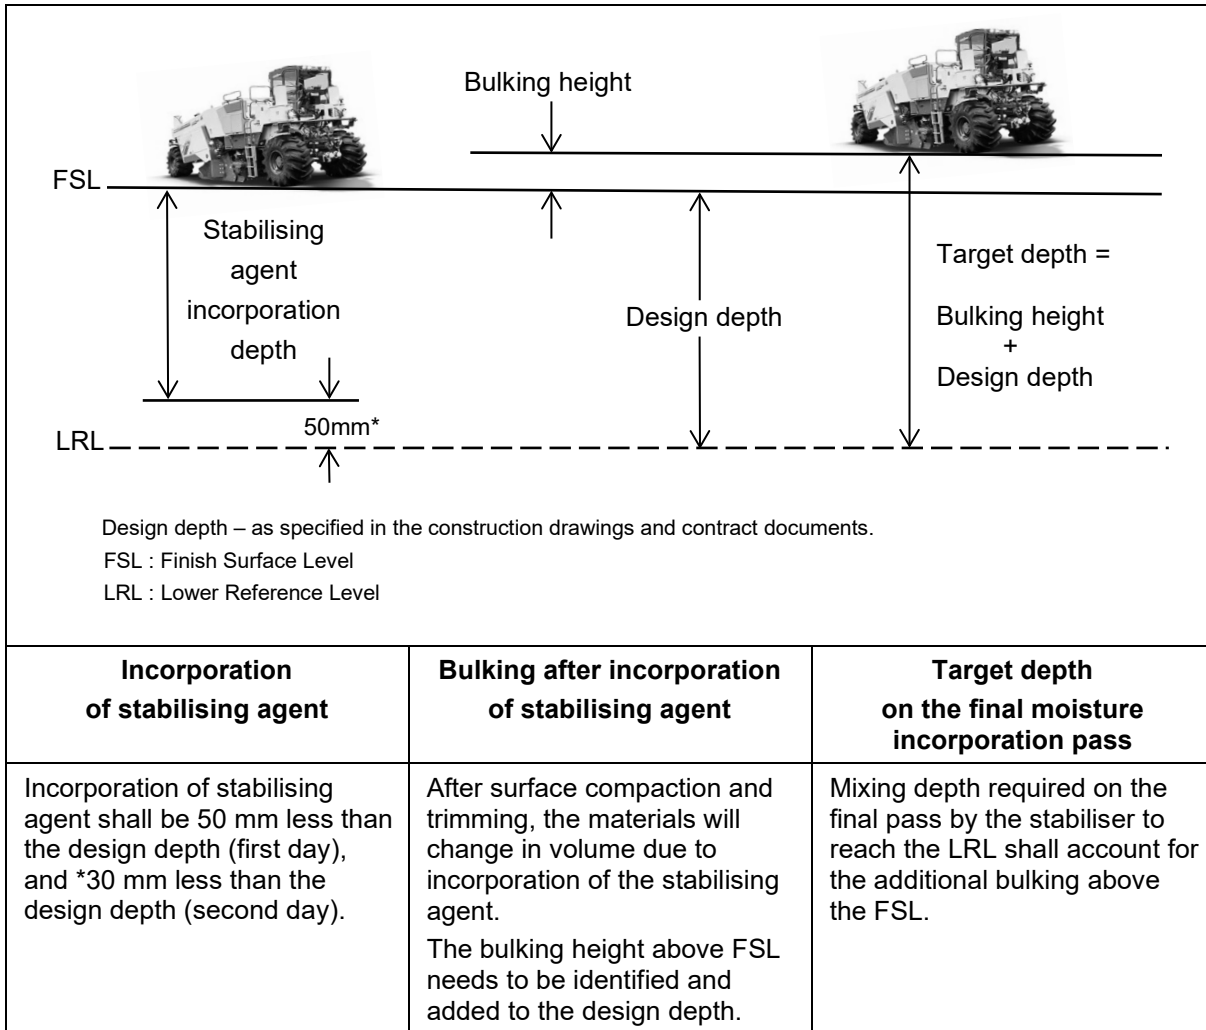 Bulking height
FSL
Stabilising
agent
incorporation
depth
Design depth
Target depth =
Bulking height
+
Design depth
50mm*
LRL
Design depth – as specified in the construction drawings and contract documents.
FSL : Finish Surface Level
LRL : Lower Reference Level
Incorporation
of stabilising agent
Bulking after incorporation
of stabilising agent
Target depth
on the final moisture
incorporation pass
Incorporation of stabilising
agent shall be 50 mm less than
the design depth (first day),
and *30 mm less than the
design depth (second day).
After surface compaction and
trimming, the materials will
change in volume due to
incorporation of the stabilising
agent.
The bulking height above FSL
needs to be identified and
added to the design depth.
Mixing depth required on the
final pass by the stabiliser to
reach the LRL shall account for
the additional bulking above
the FSL.